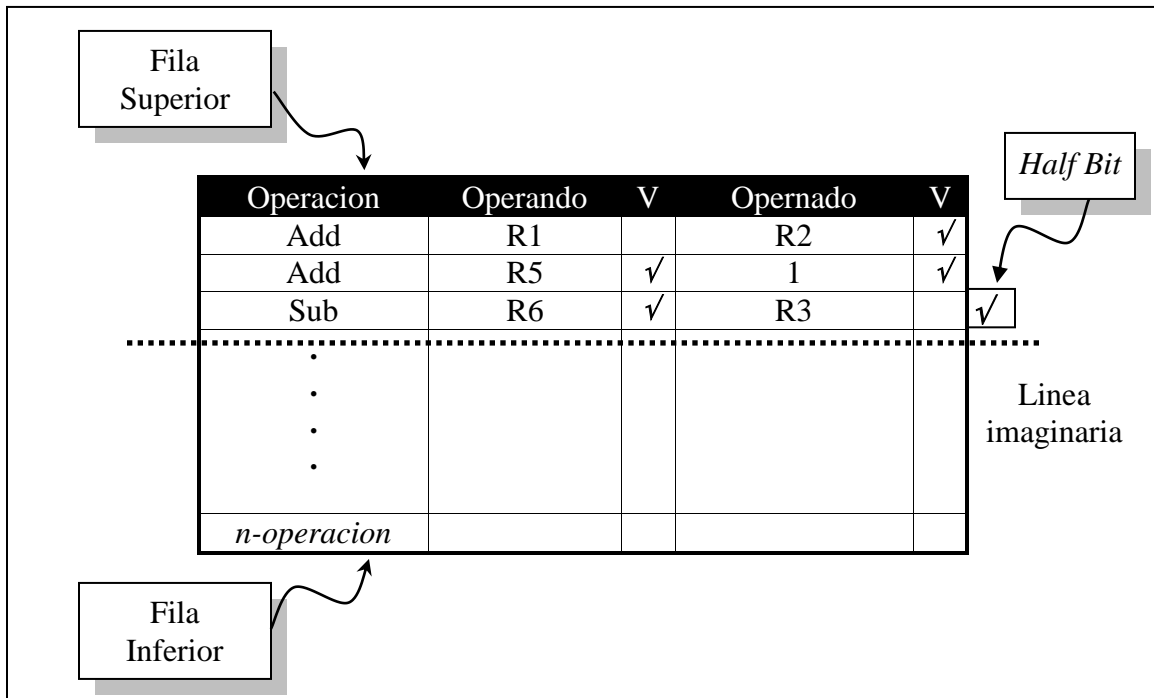 Fila
Superior
Half Bit
Operacion Operando V Opernado V
Add R1 R2 √
Add R5 √ 1 √
Sub R6 √ R3 √
Linea
imaginaria
n-operacion
Fila
Inferior